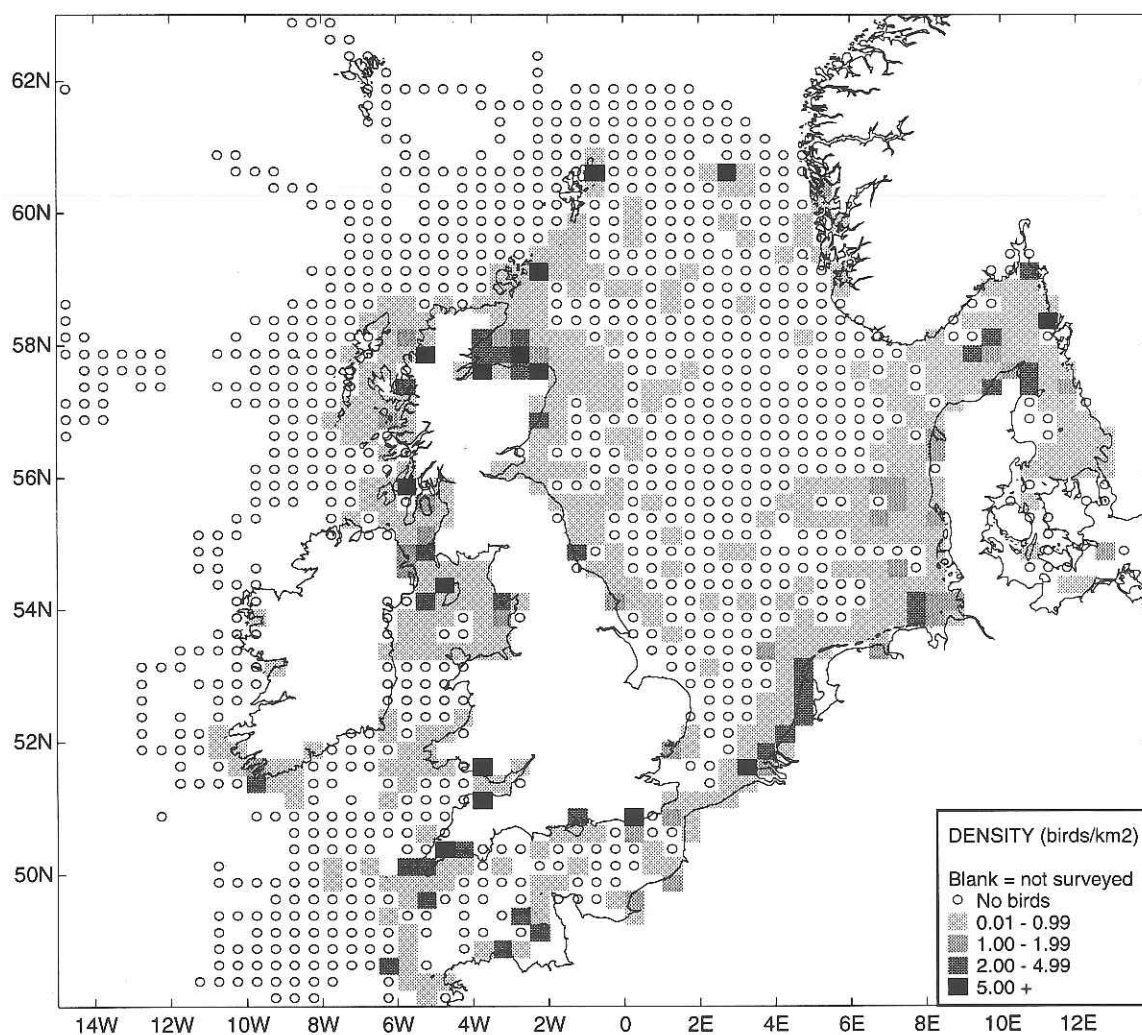 62N
60N
58N
56N
54N
52N
50N
DENSITY (birds/km2)
Blank = not surveyed
No birds
0.01 - 0.99
1.00 - 1.99
2.00 - 4.99
5.00 +
14W 12W 10W 8W 6W 4W 2W 0 2E 4E 6E 8E 10E 12E